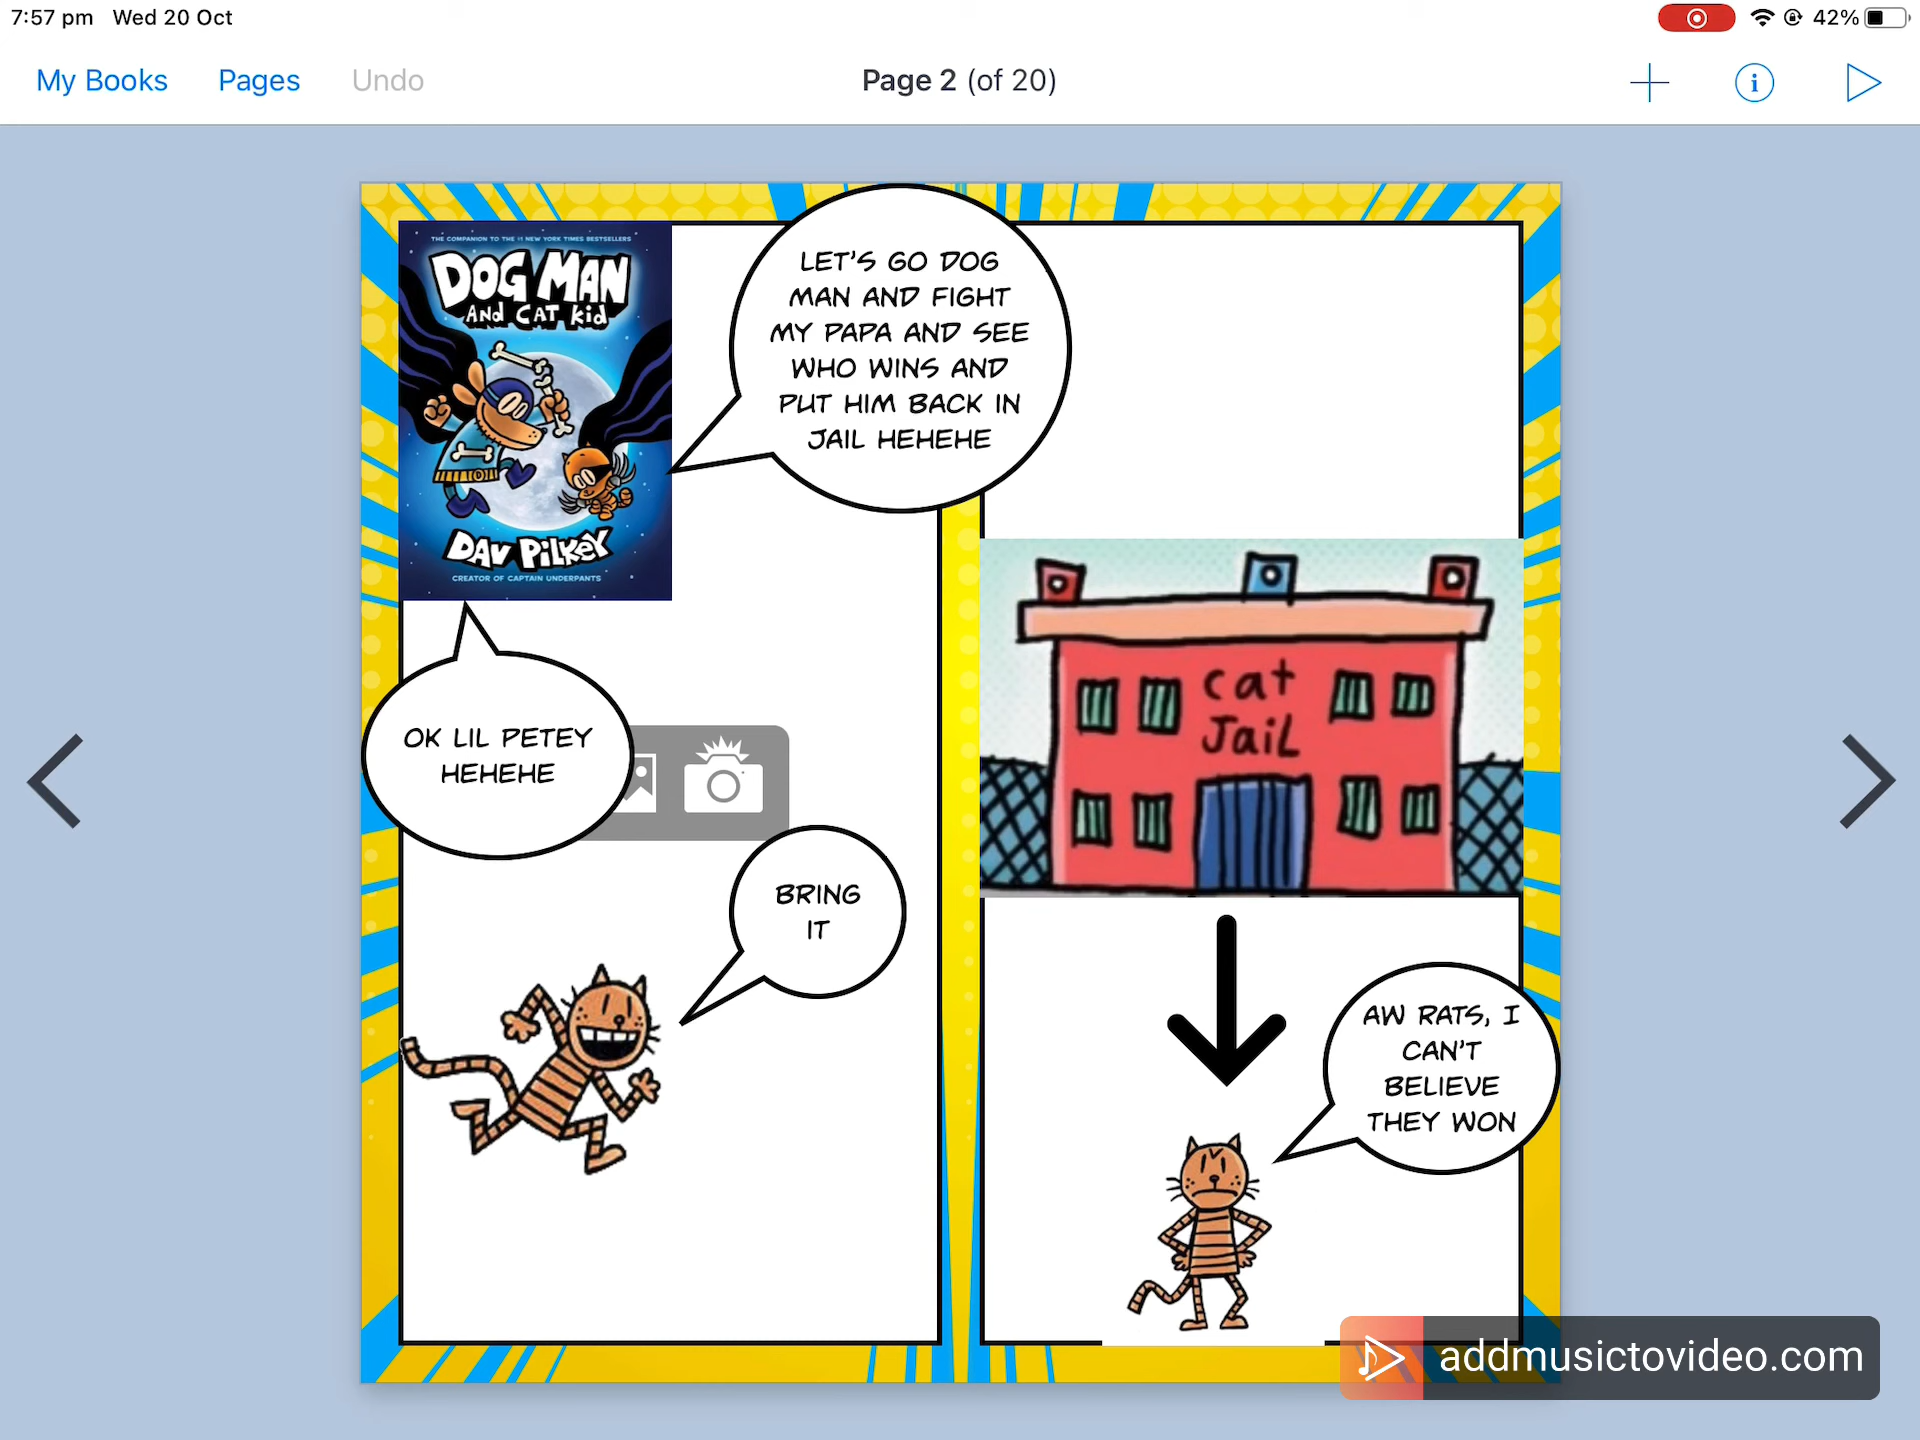 7:57 pm Wed 20 Oct
42%
My Books Pages Undo
Page 2 (of 20)
THE COMPANION TO THE #1 NEW YORK TIMES BESTSELLERS
DOG MAN
AND CAT Kid
DAV PiLKEY
CREATOR OF CAPTAIN UNDERPANTS
LET'S GO DOG
MAN AND FIGHT
MY PAPA AND SEE
WHO WINS AND
PUT HIM BACK IN
JAIL HEHEHE
OK LIL PETEY
HEHEHE
BRING
IT
cat
JaiL
AW RATS, I
CAN'T
BELIEVE
THEY WON
addmusictovideo.com